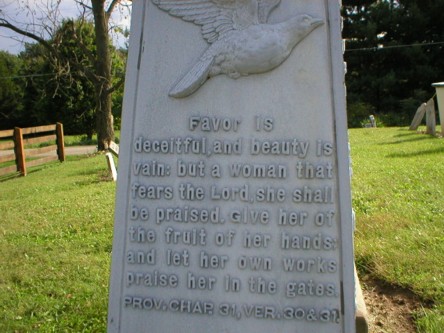 Favor is
deceitful, and beauty is
vain: but a woman that
fears the Lord, she shall
be praised. Give her of
the fruit of her hands;
and let her own works
praise her in the gates.
PROV. CHAP. 31, VER. 30 & 31.